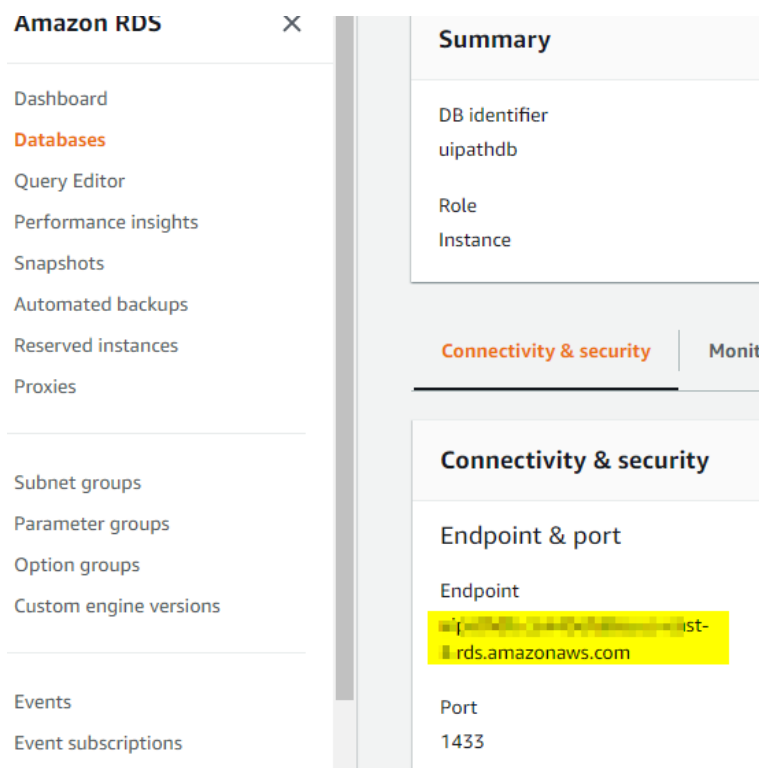 Amazon RDS
Dashboard
Databases
Query Editor
Performance insights
Snapshots
Automated backups
Reserved instances
Proxies
Subnet groups
Parameter groups
Option groups
Custom engine versions
Events
Event subscriptions
Summary
DB identifier
uipathdb
Role
Instance
Connectivity & security
Monit
Connectivity & security
Endpoint & port
Endpoint
st-
rds.amazonaws.com
Port
1433